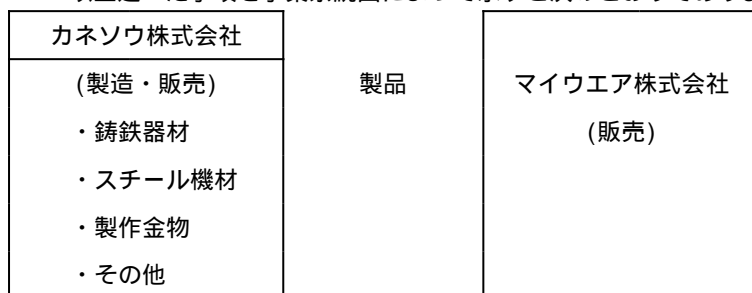 カネソウ株式会社
(製造・販売) 製品 マイウエア株式会社
・鋳鉄器材 (販売)
・スチール機材
・製作金物
・その他